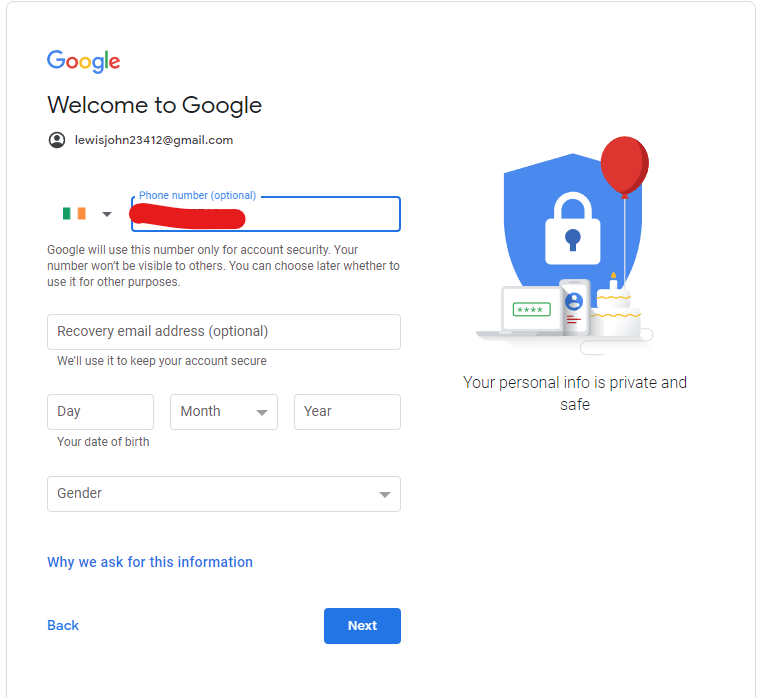 Google
Welcome to Google
lewisjohn23412@gmail.com
Phone number (optional)
Google will use this number only for account security. Your
number won't be visible to others. You can choose later whether to
use it for other purposes.
Recovery email address (optional)
We'll use it to keep your account secure
Day
Month
Year
Your date of birth
Gender
Why we ask for this information
Back
Next
****
Your personal info is private and
safe